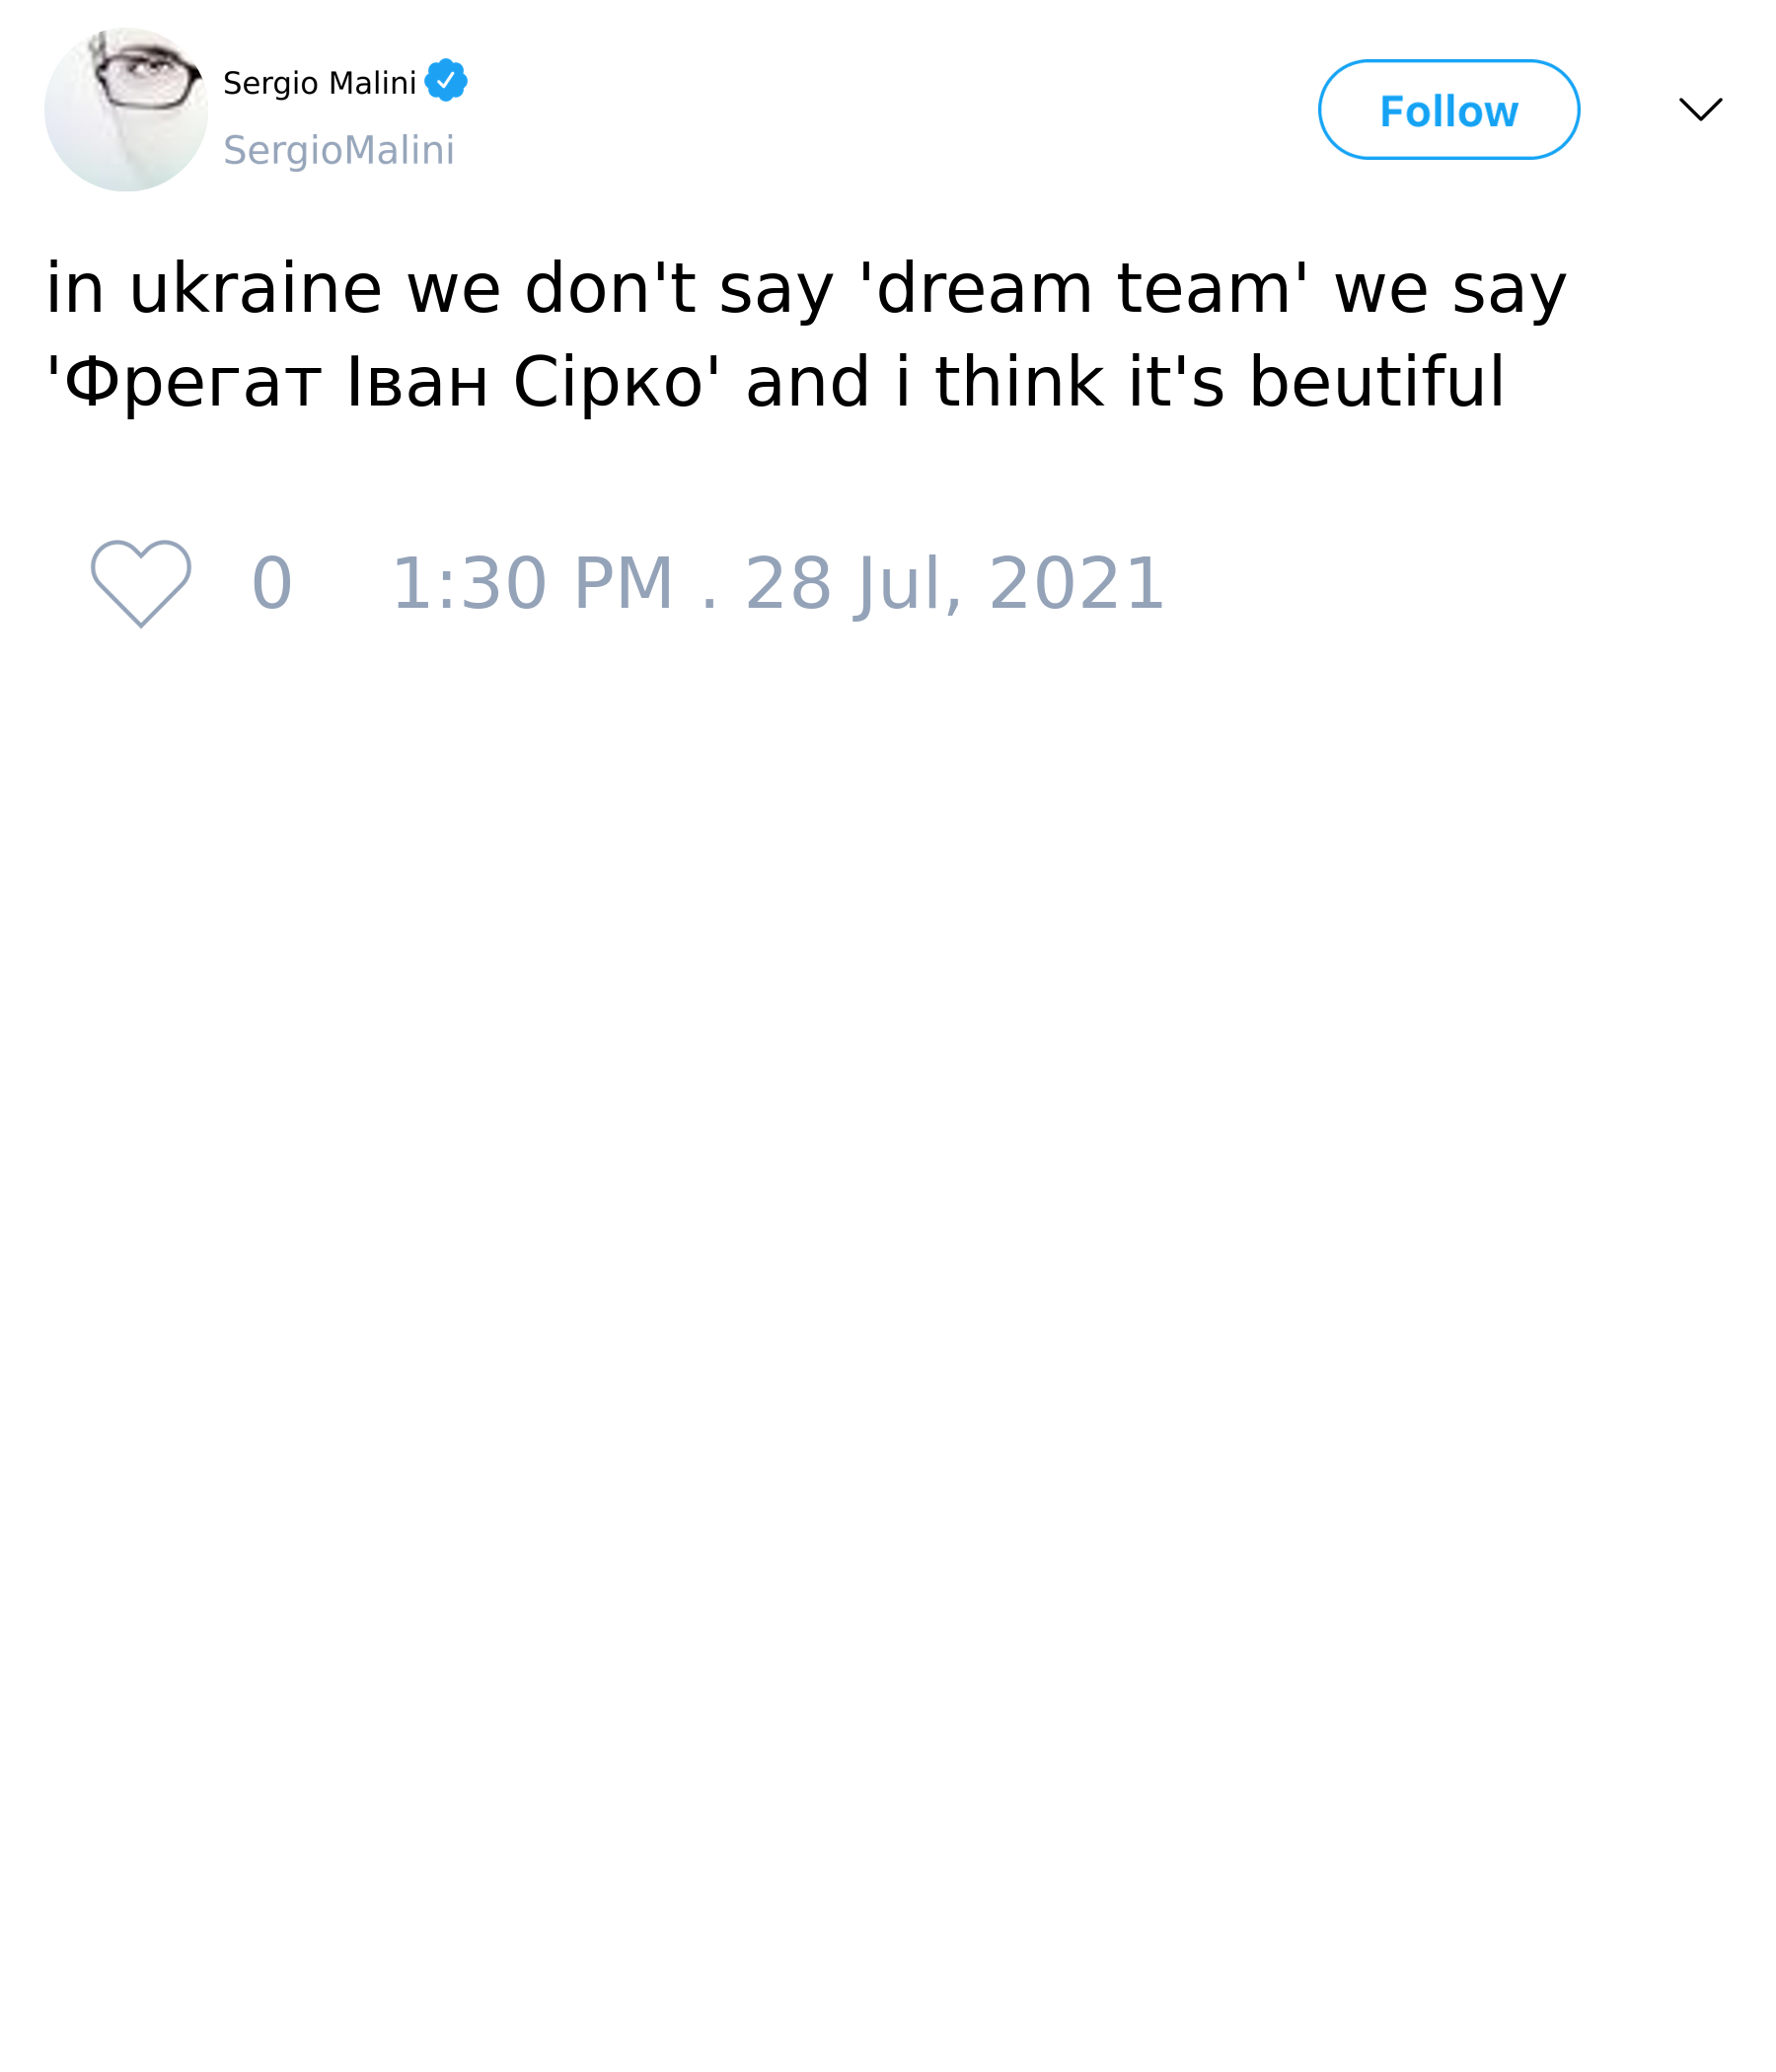 Sergio Malini
SergioMalini
Follow
in ukraine we don't say 'dream team' we say
'Фрегат Іван Сірко' and i think it's beutiful
0 1:30 PM . 28 Jul, 2021